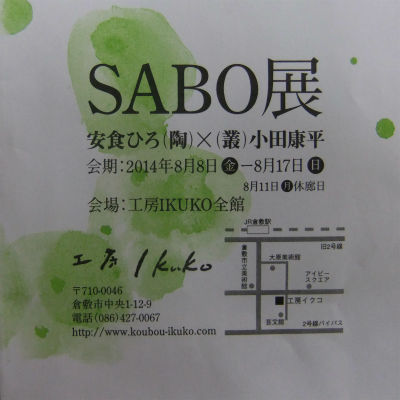 SABO展
安食ひろ(陶)×(叢)小田康平
会期:2014年8月8日金―8月17日日
8月11日月休廊日
会場:工房IKUKO全館
工房 Ikuko
〒710-0046
倉敷市中央1-12-9
電話(086)427-0067
http://www.koubou-ikuko.com
JR倉敷駅
旧2号線
倉敷市立美術館
大原美術館
アイビースクエア
工房イクコ
芸文館
2号線バイパス